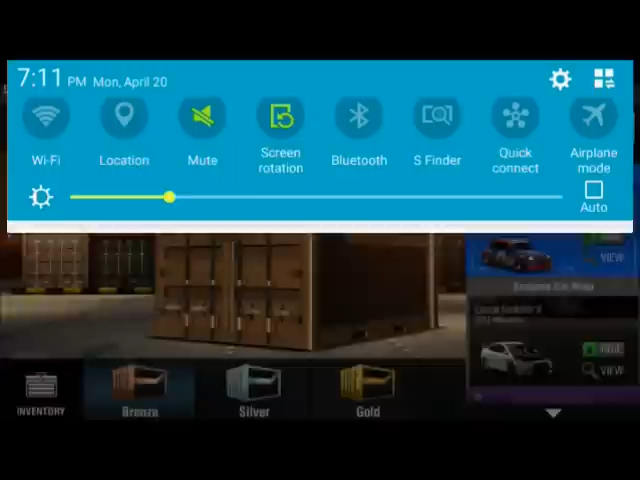 7:11 PM Mon, April 20
Wi-Fi
Location
Mute
Screen rotation
Bluetooth
S Finder
Quick connect
Airplane mode
Auto
VIEW
VIEW
INVENTORY
Bronze
Silver
Gold